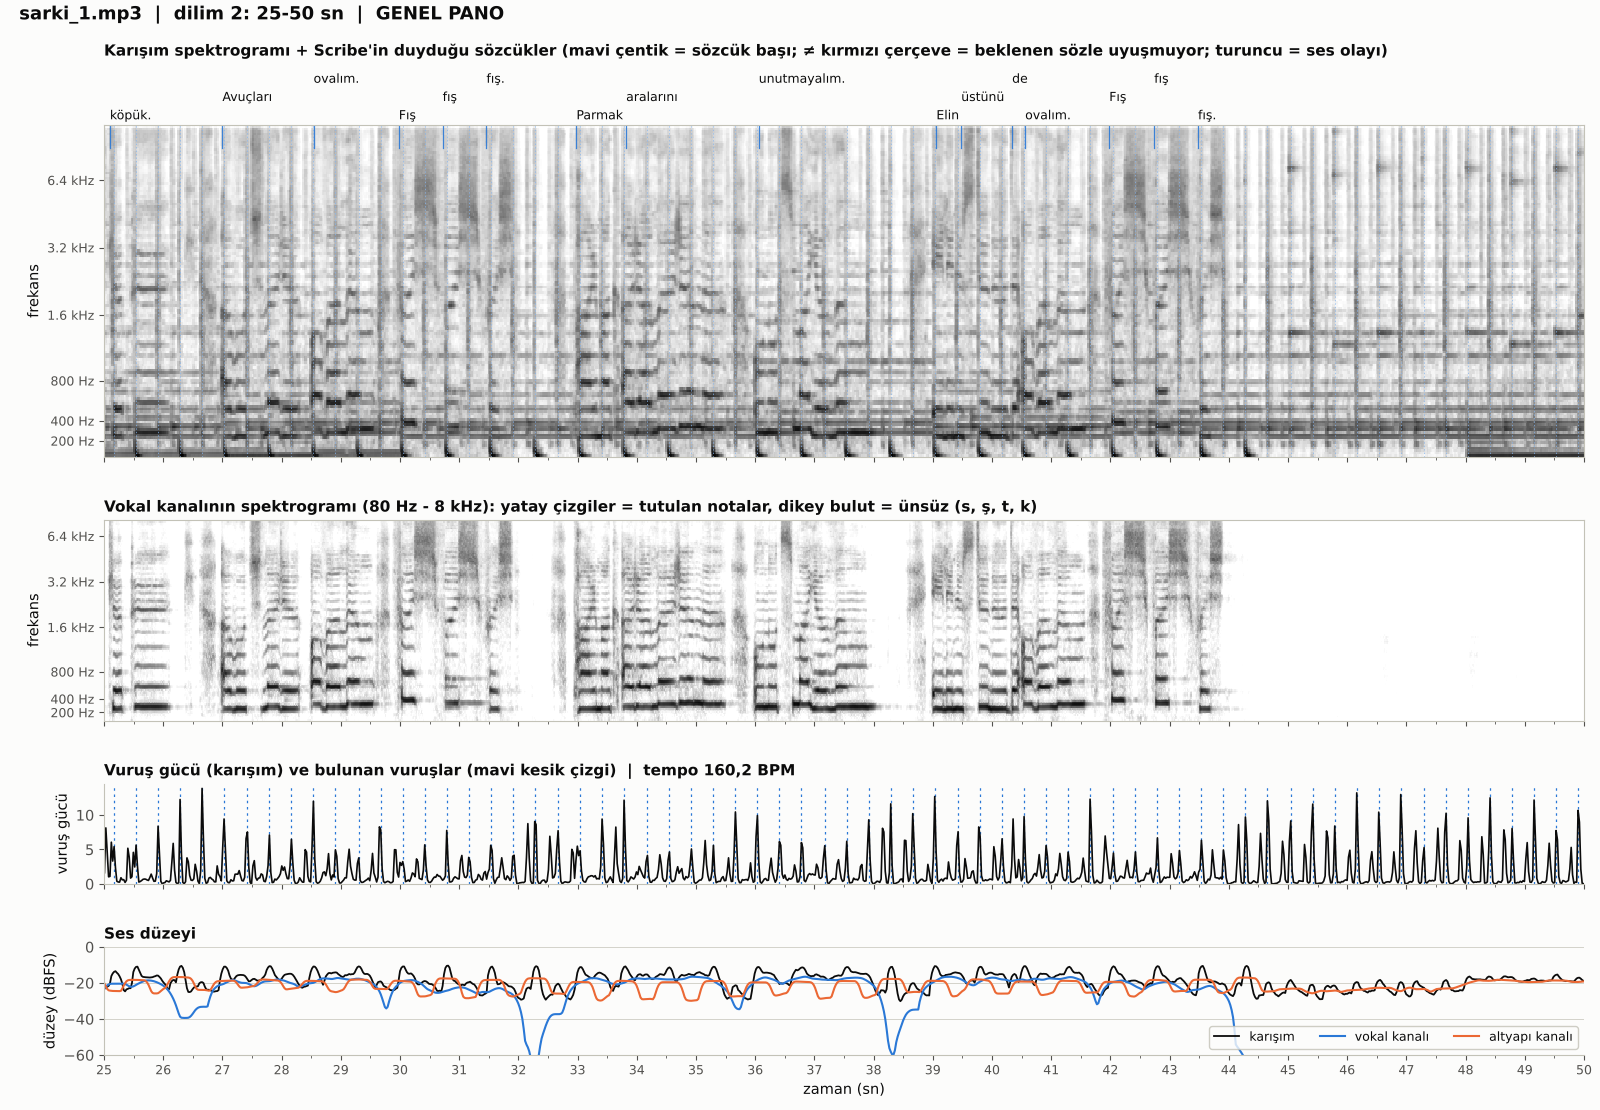 sarki_1.mp3 | dilim 2: 25-50 sn | GENEL PANO
Karışım spektrogramı + Scribe'in duyduğu sözcükler (mavi çentik = sözcük başı; ≠ kırmızı çerçeve = beklenen sözle uyuşmuyor; turuncu = ses olayı)
ovalım. fış. unutmayalım. de fış
Avuçları fış aralarını üstünü Fış
köpük. Fış Parmak Elin ovalım. fış.
frekans
6.4 kHz
3.2 kHz
1.6 kHz
800 Hz
400 Hz
200 Hz
Vokal kanalının spektrogramı (80 Hz - 8 kHz): yatay çizgiler = tutulan notalar, dikey bulut = ünsüz (s, ş, t, k)
frekans
6.4 kHz
3.2 kHz
1.6 kHz
800 Hz
400 Hz
200 Hz
Vuruş gücü (karışım) ve bulunan vuruşlar (mavi kesik çizgi) | tempo 160,2 BPM
vuruş gücü
10
5
0
Ses düzeyi
düzey (dBFS)
0
−20
−40
−60
karışım vokal kanalı altyapı kanalı
25 26 27 28 29 30 31 32 33 34 35 36 37 38 39 40 41 42 43 44 45 46 47 48 49 50
zaman (sn)